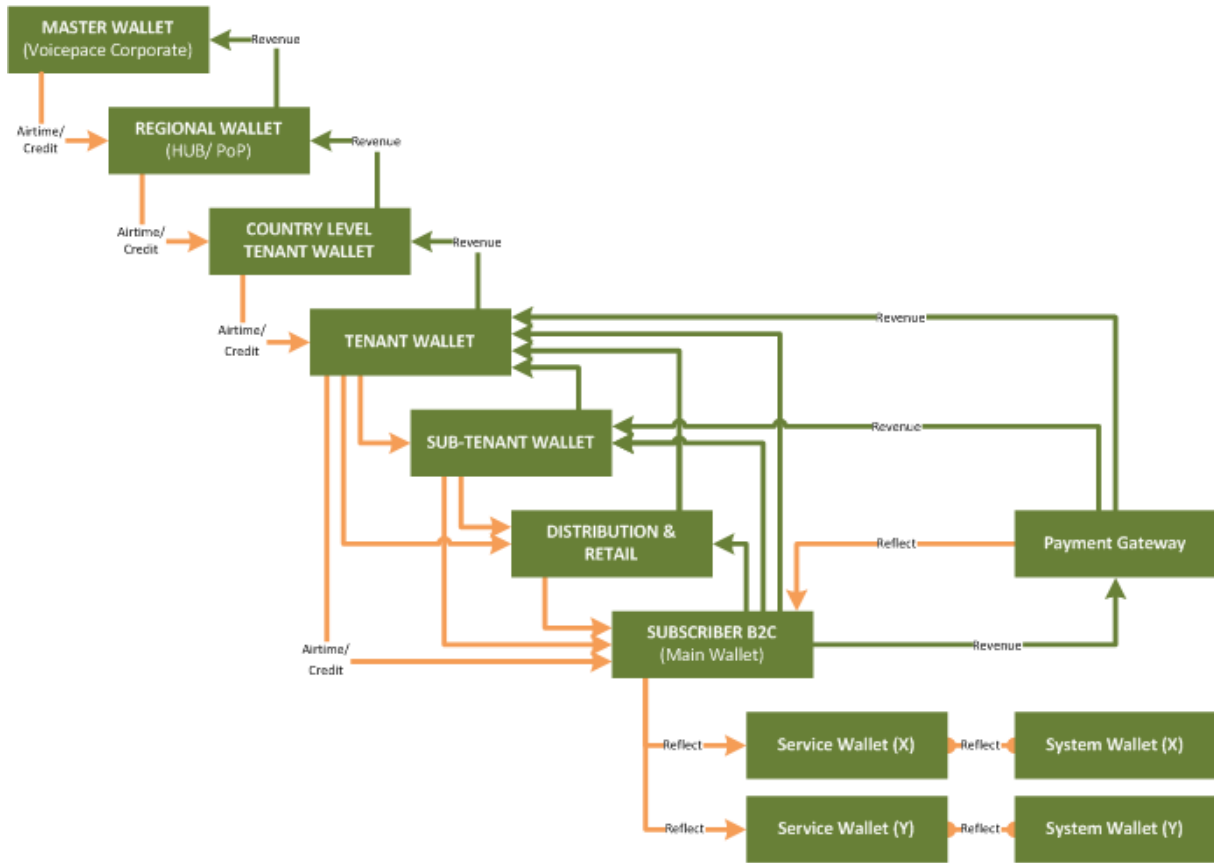 MASTER WALLET
(Voicepace Corporate)
Revenue
Airtime/
Credit
REGIONAL WALLET
(HUB/ PoP)
Revenue
Airtime/
Credit
COUNTRY LEVEL
TENANT WALLET
Revenue
Airtime/
Credit
TENANT WALLET
Revenue
SUB-TENANT WALLET
Revenue
DISTRIBUTION &
RETAIL
Reflect
Payment Gateway
SUBSCRIBER B2C
(Main Wallet)
Revenue
Airtime/
Credit
Reflect
Service Wallet (X)
Reflect
System Wallet (X)
Reflect
Service Wallet (Y)
Reflect
System Wallet (Y)